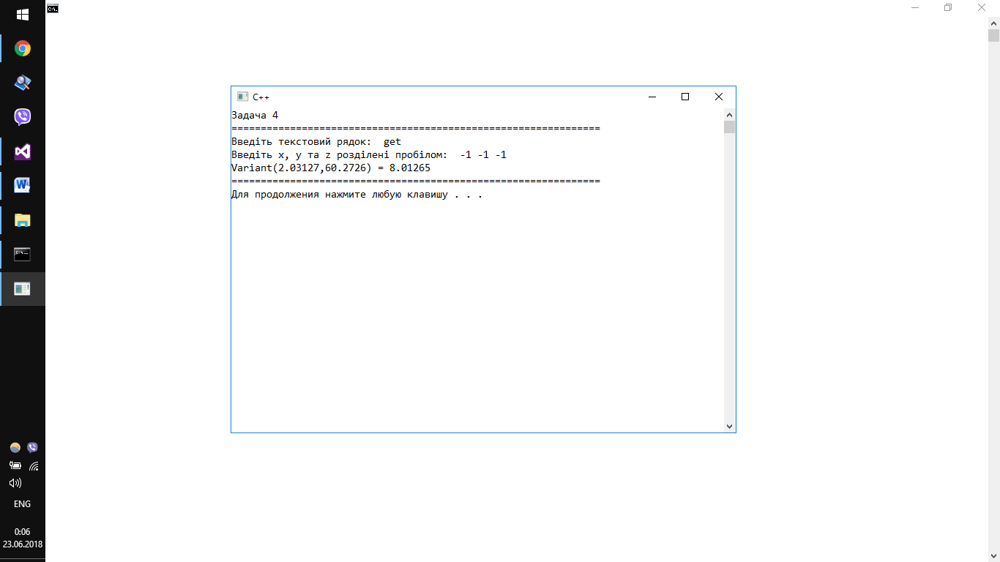 C++
Задача 4
===============================================================
Введіть текстовий рядок:  get
Введіть x, y та z розділені пробілом:  -1 -1 -1
Variant(2.03127,60.2726) = 8.01265
===============================================================
Для продолжения нажмите любую клавишу . . .
ENG
0:06
23.06.2018